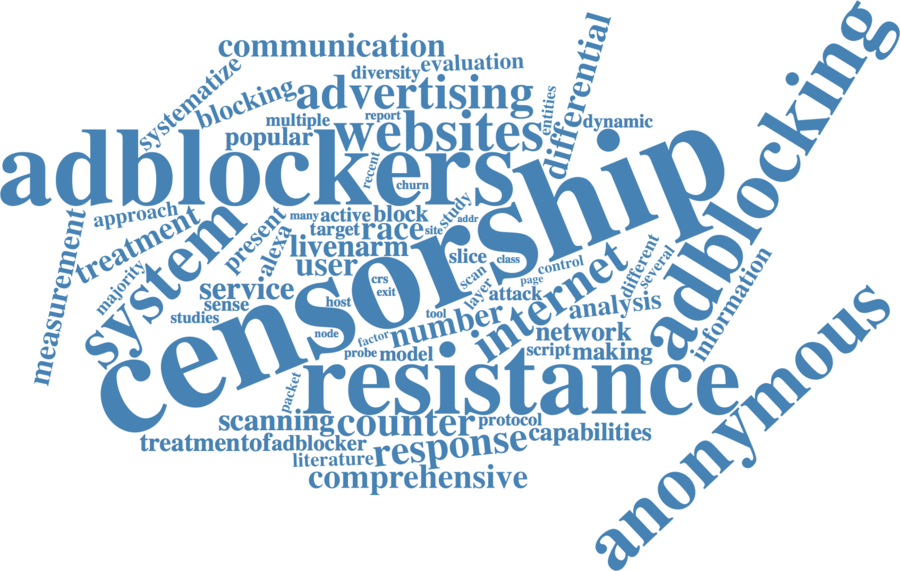 communication
differential
adblocking
systematize
diversity
evaluation
blocking
advertising
entities
multiple
report
popular
websites
dynamic
adblockers
recent
churn
censorship
approach
treatment
measurement
system
present
alexa
many
active
block
study
addr
target
race
site
livenarm
user
slice
class
scan
control
page
different
several
information
majority
service
sense
studies
host
crs
exit
layer
attack
internet
analysis
tool
number
node
factor
network
probe
model
script
making
packet
resistance
anonymous
scanning
counter
protocol
treatmentofadblocker
response
capabilities
literature
comprehensive